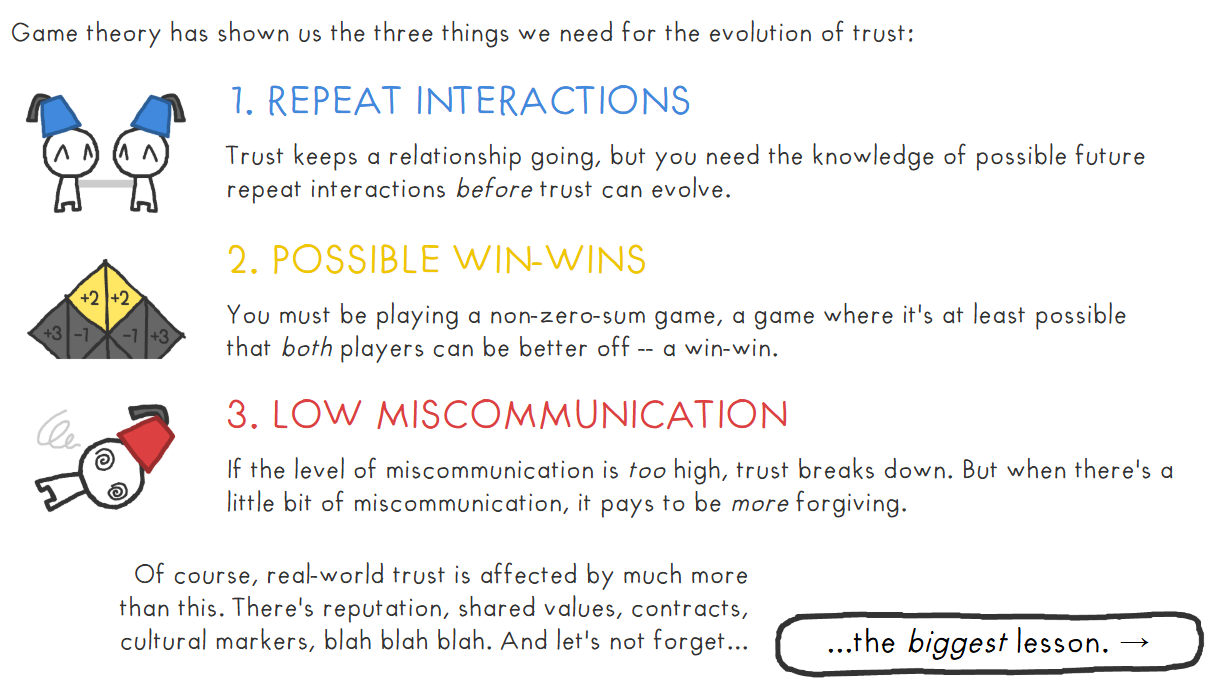 Game theory has shown us the three things we need for the evolution of trust:
1. REPEAT INTERACTIONS
Trust keeps a relationship going, but you need the knowledge of possible future
repeat interactions before trust can evolve.
2. POSSIBLE WIN-WINS
+2 +2
+3 -1 -1 +3
You must be playing a non-zero-sum game, a game where it's at least possible
that both players can be better off -- a win-win.
3. LOW MISCOMMUNICATION
If the level of miscommunication is too high, trust breaks down. But when there's a
little bit of miscommunication, it pays to be more forgiving.
Of course, real-world trust is affected by much more
than this. There's reputation, shared values, contracts,
cultural markers, blah blah blah. And let's not forget...
...the biggest lesson. →